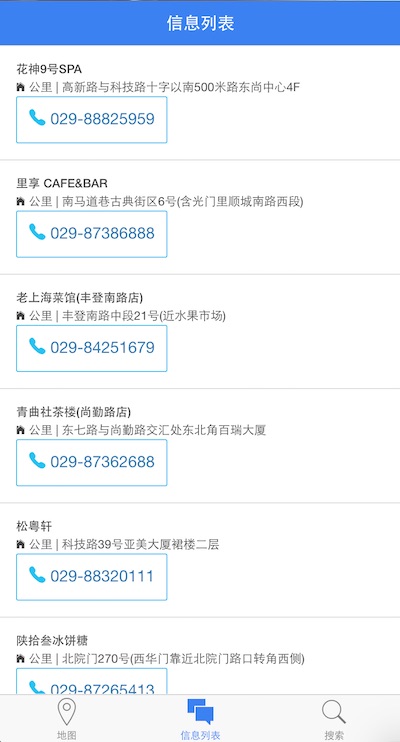 信息列表
花神9号SPA
公里 | 高新路与科技路十字以南500米路东尚中心4F
029-88825959
里享 CAFE&BAR
公里 | 南马道巷古典街区6号(含光门里顺城南路西段)
029-87386888
老上海菜馆(丰登南路店)
公里 | 丰登南路中段21号(近水果市场)
029-84251679
青曲社茶楼(尚勤路店)
公里 | 东七路与尚勤路交汇处东北角百瑞大厦
029-87362688
松粤轩
公里 | 科技路39号亚美大厦裙楼二层
029-88320111
陕拾叁冰饼糖
公里 | 北院门270号(西华门靠近北院门路口转角西侧)
029-87265413
地图
信息列表
搜索